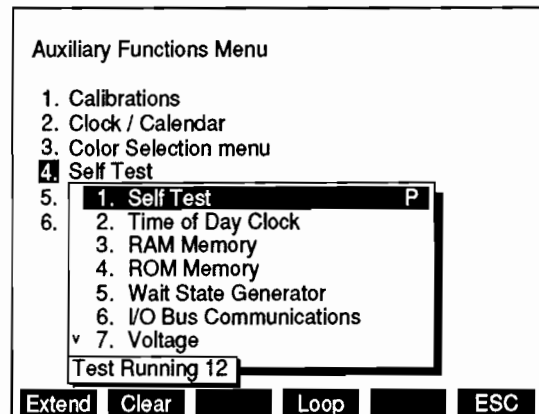 Auxiliary Functions Menu
1. Calibrations
2. Clock / Calendar
3. Color Selection menu
4. Self Test
5.
1. Self Test P
6.
2. Time of Day Clock
3. RAM Memory
4. ROM Memory
5. Wait State Generator
6. I/O Bus Communications
v 7. Voltage
Test Running 12
Extend Clear Loop ESC